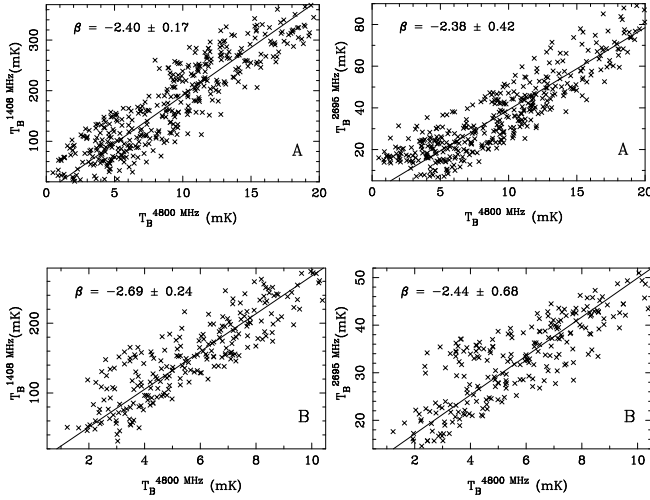 β = −2.40 ± 0.17
T_B^1408 MHz (mK)
300
200
100
A
0 5 10 15 20
T_B^4800 MHz (mK)
β = −2.38 ± 0.42
T_B^2695 MHz (mK)
80
60
40
20
A
0 5 10 15 20
T_B^4800 MHz (mK)
β = −2.69 ± 0.24
T_B^1408 MHz (mK)
200
100
B
2 4 6 8 10
T_B^4800 MHz (mK)
β = −2.44 ± 0.68
T_B^2695 MHz (mK)
50
40
30
20
B
2 4 6 8 10
T_B^4800 MHz (mK)